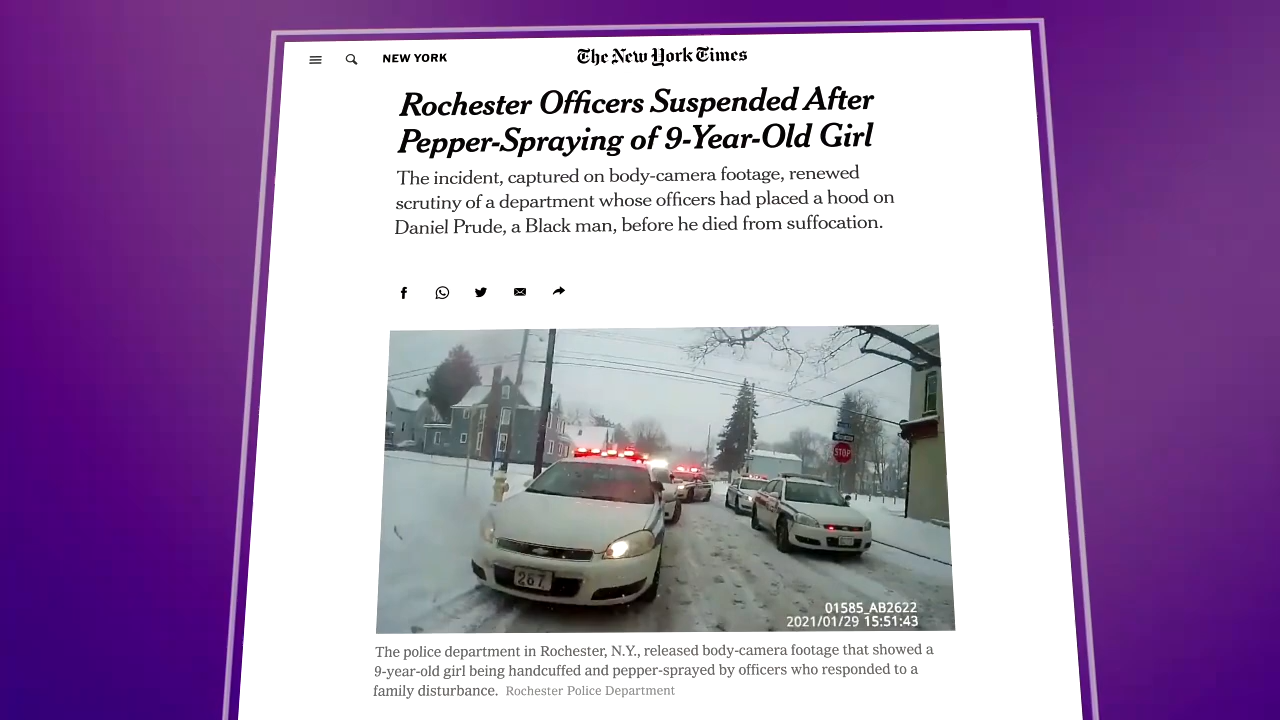 NEW YORK
The New York Times
Rochester Officers Suspended After
Pepper-Spraying of 9-Year-Old Girl
The incident, captured on body-camera footage, renewed
scrutiny of a department whose officers had placed a hood on
Daniel Prude, a Black man, before he died from suffocation.
STOP
267
01585_AB2622
2021/01/29 15:51:43
The police department in Rochester, N.Y., released body-camera footage that showed a
9-year-old girl being handcuffed and pepper-sprayed by officers who responded to a
family disturbance. Rochester Police Department